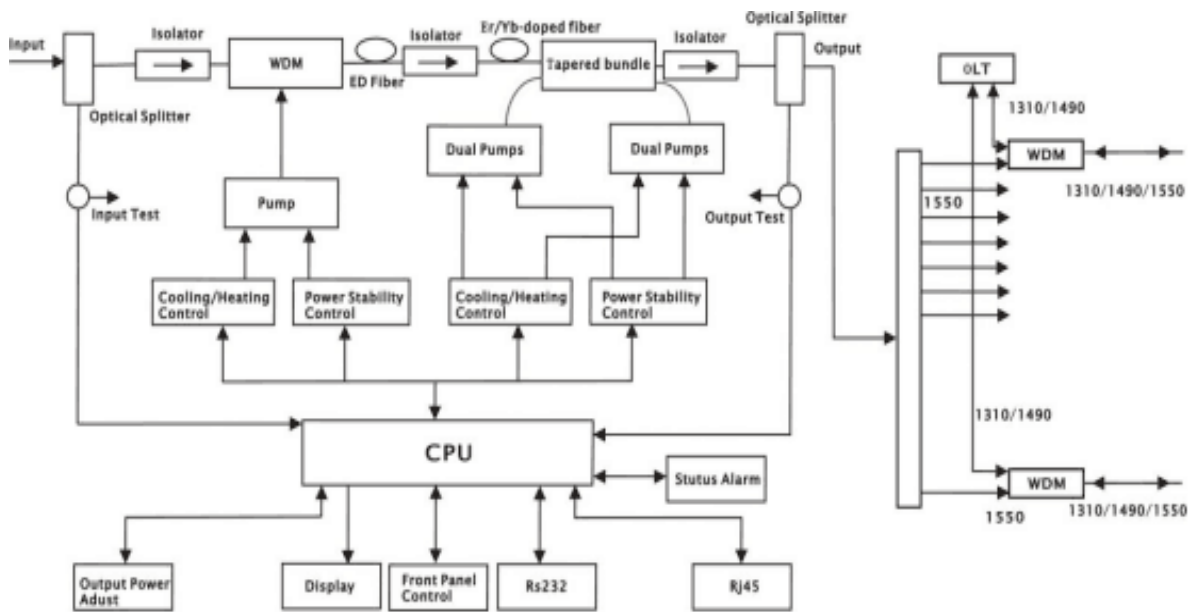 Input
Isolator
WDM
ED Fiber
Isolator
Er/Yb-doped fiber
Tapered bundle
Isolator
Optical Splitter
Output
Optical Splitter
Dual Pumps
Dual Pumps
Input Test
Pump
Output Test
Cooling/Heating
Control
Power Stability
Control
Cooling/Heating
Control
Power Stability
Control
CPU
Stutus Alarm
Output Power
Adust
Display
Front Panel
Control
Rs232
RJ45
OLT
1310/1490
WDM
1310/1490/1550
1550
1310/1490
WDM
1550
1310/1490/1550